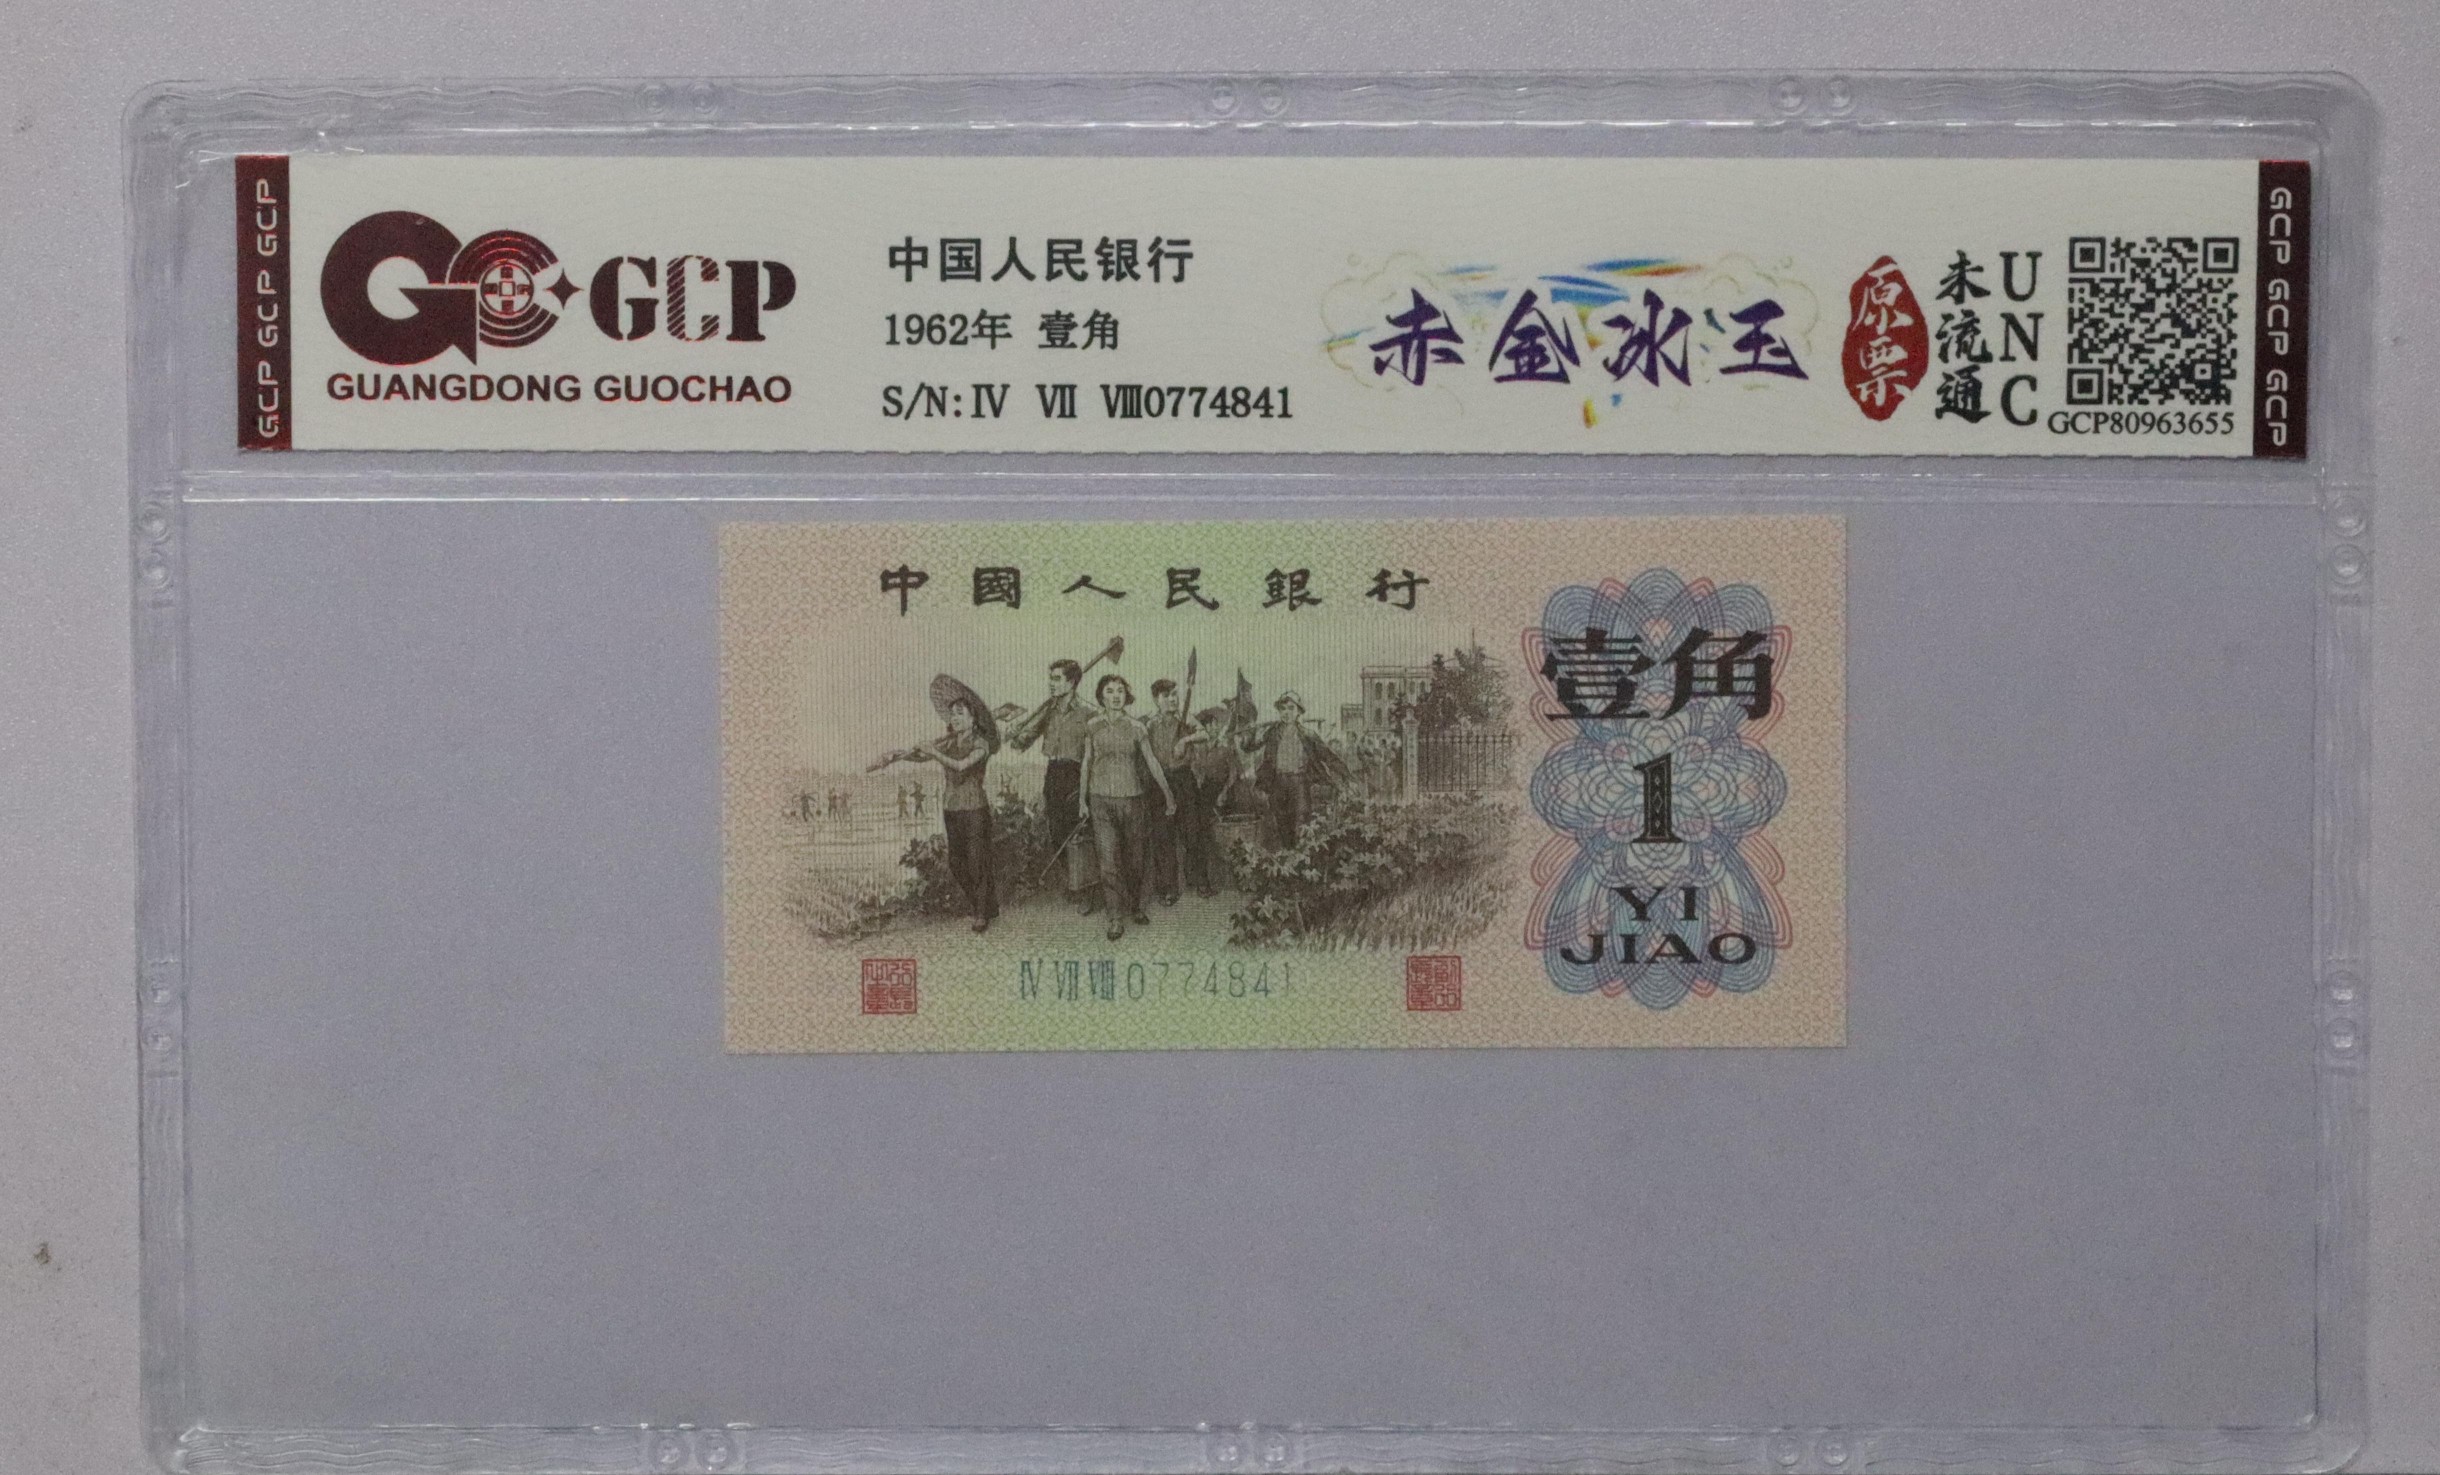 GCP GCP GCP
GCP
GUANGDONG GUOCHAO
中国人民银行
1962年 壹角
S/N: Ⅳ Ⅶ Ⅷ0774841
赤金冰玉
原票
未流通
UNC
GCP80963655
GCP GCP GCP
中國人民銀行
壹角
1
YI
JIAO
Ⅳ Ⅶ Ⅷ 0774841